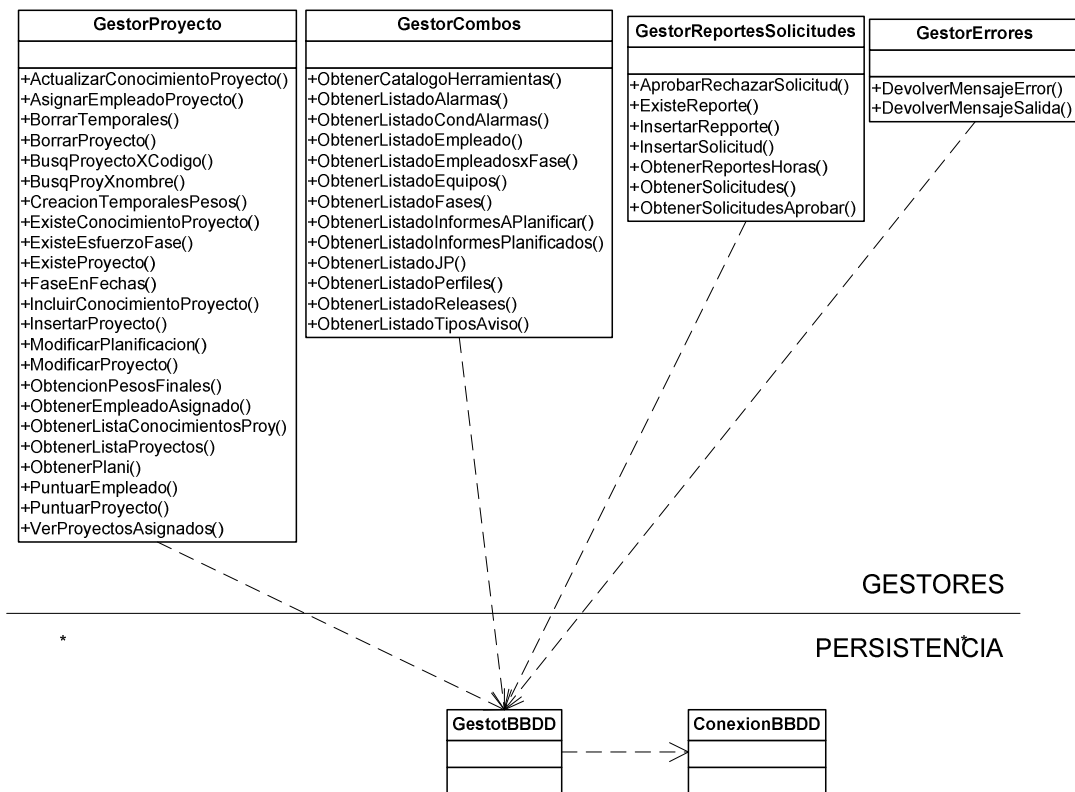 GestorProyecto
+ActualizarConocimientoProyecto()
+AsignarEmpleadoProyecto()
+BorrarTemporales()
+BorrarProyecto()
+BusqProyectoXCodigo()
+BusqProyXnombre()
+CreacionTemporalesPesos()
+ExisteConocimientoProyecto()
+ExisteEsfuerzoFase()
+ExisteProyecto()
+FaseEnFechas()
+IncluirConocimientoProyecto()
+InsertarProyecto()
+ModificarPlanificacion()
+ModificarProyecto()
+ObtencionPesosFinales()
+ObtenerEmpleadoAsignado()
+ObtenerListaConocimientosProy()
+ObtenerListaProyectos()
+ObtenerPlani()
+PuntuarEmpleado()
+PuntuarProyecto()
+VerProyectosAsignados()
GestorCombos
+ObtenerCatalogoHerramientas()
+ObtenerListadoAlarmas()
+ObtenerListadoCondAlarmas()
+ObtenerListadoEmpleado()
+ObtenerListadoEmpleadosxFase()
+ObtenerListadoEquipos()
+ObtenerListadoFases()
+ObtenerListadoInformesAPlanificar()
+ObtenerListadoInformesPlanificados()
+ObtenerListadoJP()
+ObtenerListadoPerfiles()
+ObtenerListadoReleases()
+ObtenerListadoTiposAviso()
GestorReportesSolicitudes
+AprobarRechazarSolicitud()
+ExisteReporte()
+InsertarRepporte()
+InsertarSolicitud()
+ObtenerReportesHoras()
+ObtenerSolicitudes()
+ObtenerSolicitudesAprobar()
GestorErrores
+DevolverMensajeError()
+DevolverMensajeSalida()
GESTORES
*
*
PERSISTENCIA
GestotBBDD
ConexionBBDD